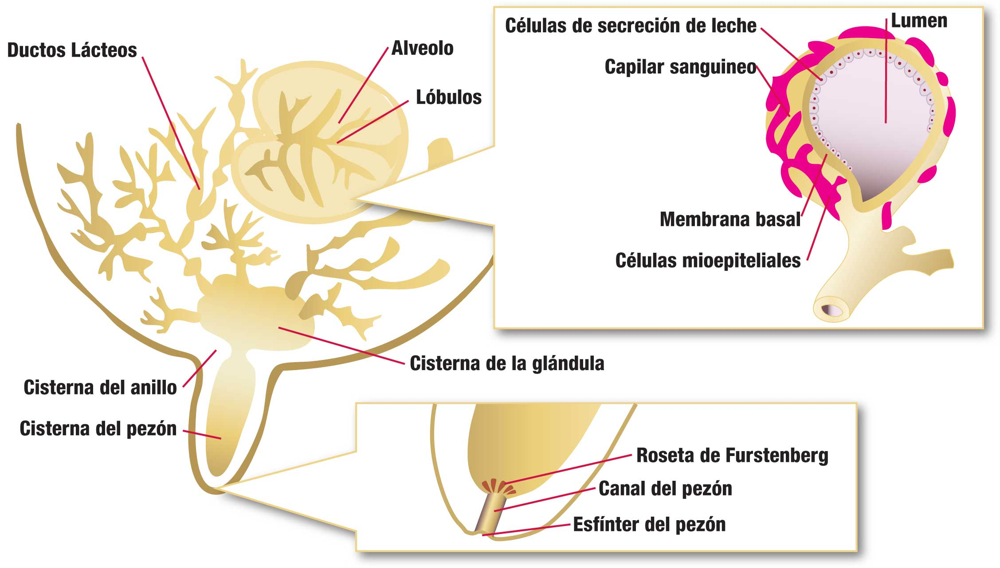 Ductos Lácteos
Alveolo
Lóbulos
Células de secreción de leche
Lumen
Capilar sanguineo
Membrana basal
Células mioepiteliales
Cisterna de la glándula
Cisterna del anillo
Cisterna del pezón
Roseta de Furstenberg
Canal del pezón
Esfínter del pezón